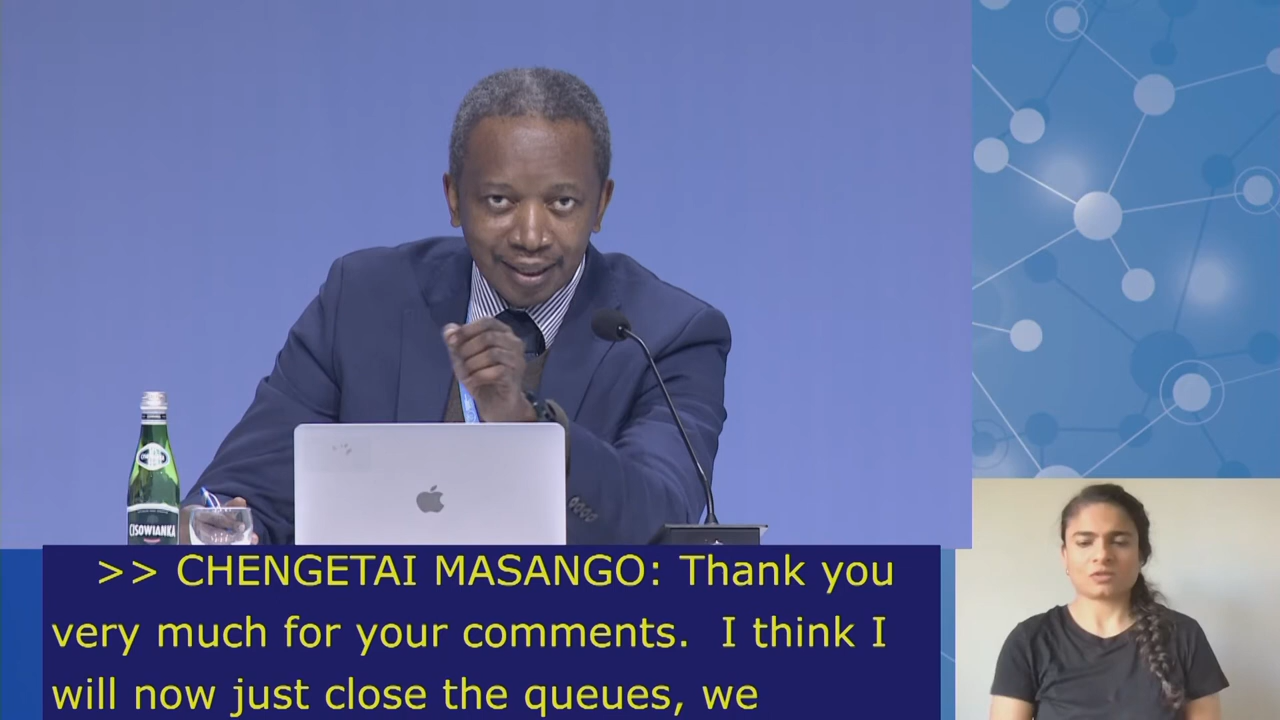 CISOWIANKA
>> CHENGETAI MASANGO: Thank you
very much for your comments.  I think I
will now just close the queues, we